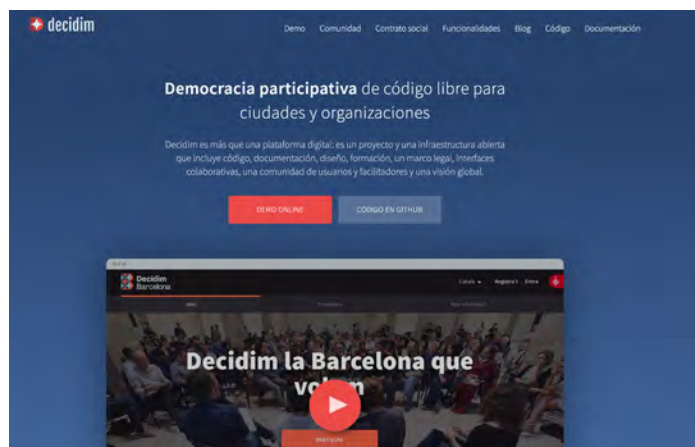 decidim
Demo Comunidad Contrato social Funcionalidades Blog Código Documentación
Democracia participativa de código libre para
ciudades y organizaciones
Decidim es más que una plataforma digital: es un proyecto y una infraestructura abierta
que incluye código, documentación, diseño, formación, un marco legal, interfaces
colaborativas, una comunidad de usuarios y facilitadores y una visión global.
DEMO ONLINE CÓDIGO EN GITHUB
Decidim
Barcelona
Català Registra't Entra
Decidim la Barcelona que